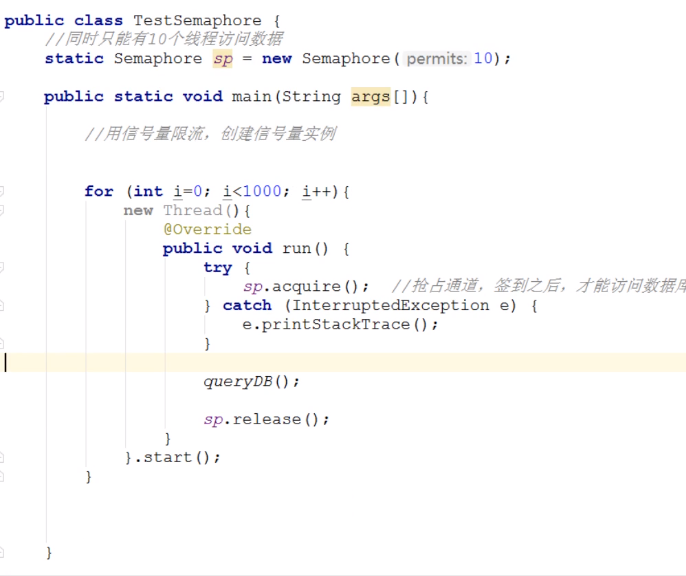 public class TestSemaphore {
//同时只能有10个线程访问数据
static Semaphore sp = new Semaphore( permits: 10);
public static void main(String args[]){
//用信号量限流，创建信号量实例
for (int i=0; i<1000; i++){
new Thread(){
@Override
public void run() {
try {
sp.acquire();  //抢占通道，签到之后，才能访问数据库
} catch (InterruptedException e) {
e.printStackTrace();
}
queryDB();
sp.release();
}
}.start();
}
}